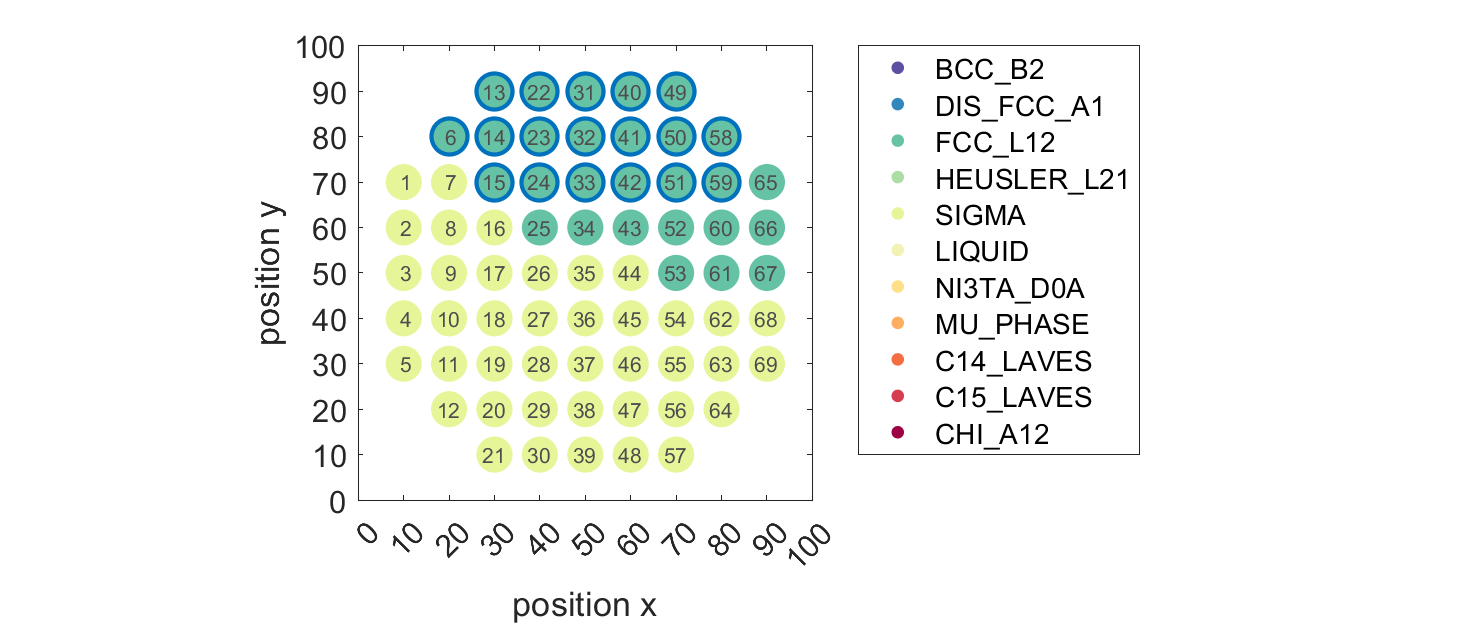 100
90
80
70
60
50
40
30
20
10
0
position y
13 22 31 40 49
6 14 23 32 41 50 58
15 24 33 42 51 59 65
1 7
2 8 16 25 34 43 52 60 66
3 9 17 26 35 44 53 61 67
4 10 18 27 36 45 54 62 68
5 11 19 28 37 46 55 63 69
12 20 29 38 47 56 64
21 30 39 48 57
0 10 20 30 40 50 60 70 80 90 100
position x
BCC_B2
DIS_FCC_A1
FCC_L12
HEUSLER_L21
SIGMA
LIQUID
NI3TA_D0A
MU_PHASE
C14_LAVES
C15_LAVES
CHI_A12